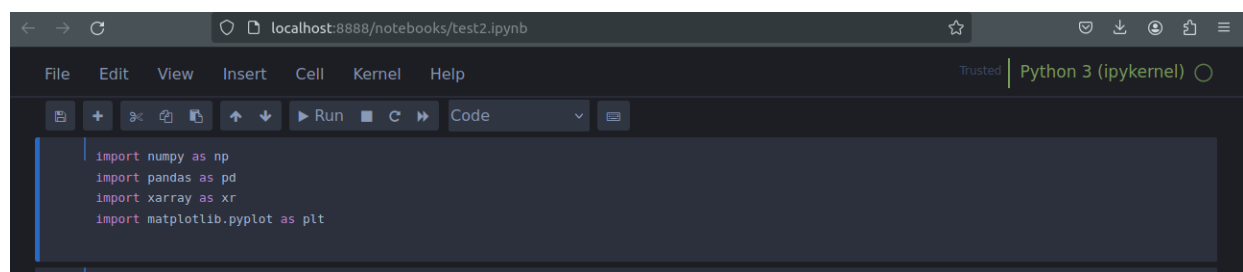 localhost:8888/notebooks/test2.ipynb
File Edit View Insert Cell Kernel Help Trusted Python 3 (ipykernel)
Run Code
import numpy as np
import pandas as pd
import xarray as xr
import matplotlib.pyplot as plt